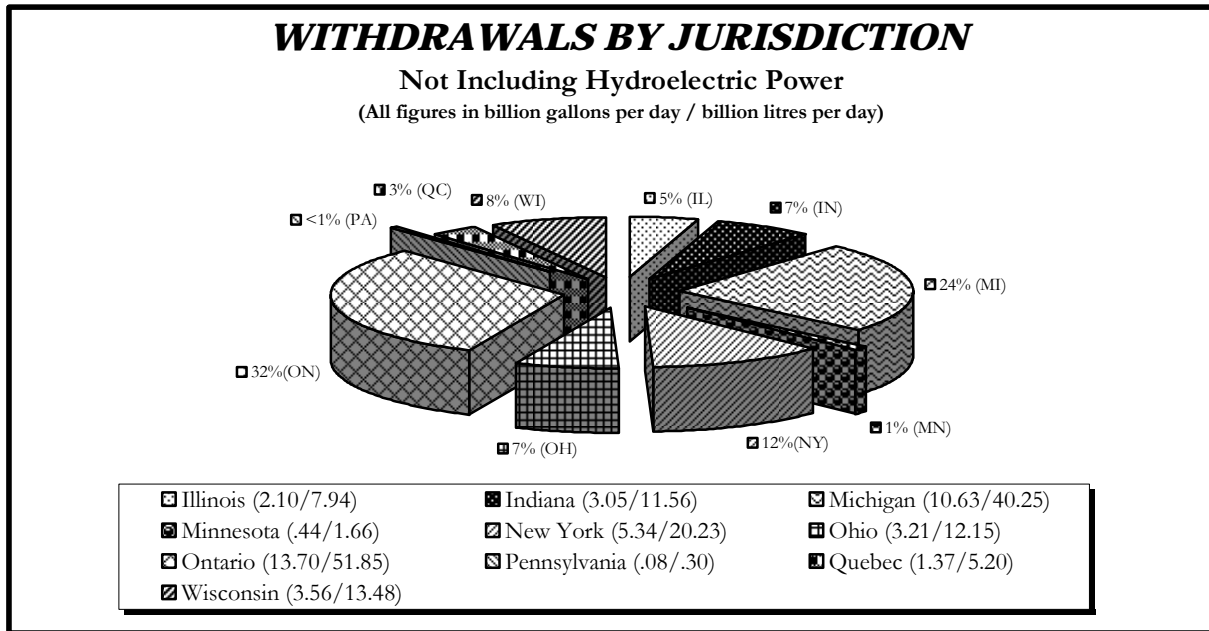 WITHDRAWALS BY JURISDICTION
Not Including Hydroelectric Power
(All figures in billion gallons per day / billion litres per day)
3% (QC)
8% (WI)
5% (IL)
7% (IN)
<1% (PA)
24% (MI)
32%(ON)
1% (MN)
7% (OH)
12%(NY)
Illinois (2.10/7.94)
Indiana (3.05/11.56)
Michigan (10.63/40.25)
Minnesota (.44/1.66)
New York (5.34/20.23)
Ohio (3.21/12.15)
Ontario (13.70/51.85)
Pennsylvania (.08/.30)
Quebec (1.37/5.20)
Wisconsin (3.56/13.48)